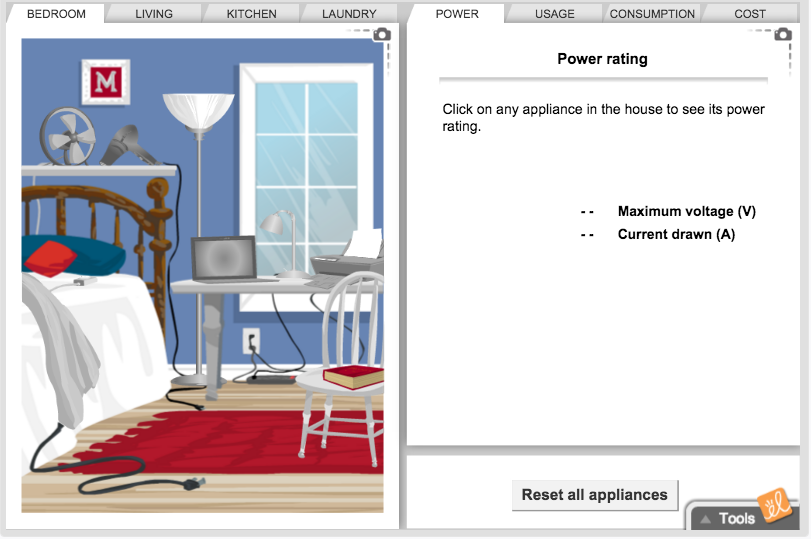 BEDROOM LIVING KITCHEN LAUNDRY
POWER USAGE CONSUMPTION COST
M
Power rating
Click on any appliance in the house to see its power
rating.
- - Maximum voltage (V)
- - Current drawn (A)
Reset all appliances
Tools
el